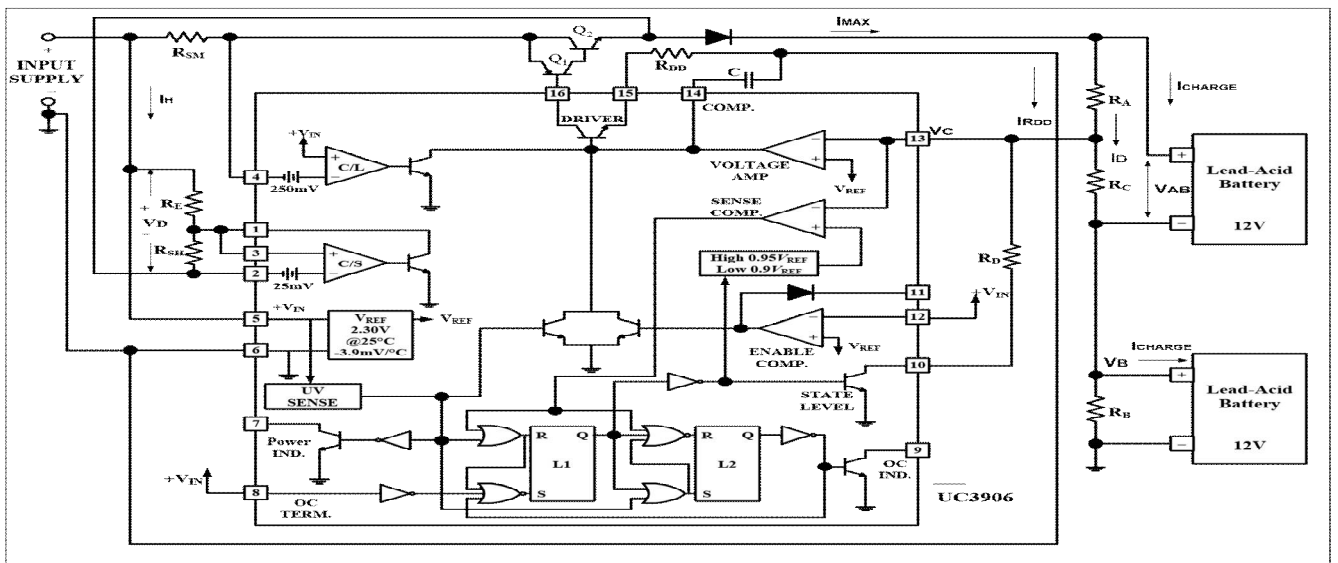 IMAX
Q2
RSM
+
INPUT
SUPPLY
−
Q1
RDD
C
IH
16
15
14
COMP.
DRIVER
IRDD
RA
ICHARGE
+VIN
+
C/L
−
4
250mV
VOLTAGE
AMP
−
+
VREF
13
VC
ID
RC
VAB
+
Lead-Acid
Battery
−
12V
RE
+
VD
−
RSH
1
3
2
+
C/S
−
25mV
SENSE
COMP.
−
+
High 0.95VREF
Low 0.9VREF
RD
11
+VIN
12
+VIN
5
6
VREF
2.30V
@25°C
-3.9mV/°C
VREF
−
+
ENABLE
COMP.
VREF
10
UV
SENSE
STATE
LEVEL
VB
ICHARGE
+
Lead-Acid
Battery
−
12V
RB
7
Power
IND.
R
Q
L1
S
R
Q
L2
S
9
OC
IND.
+VIN
8
OC
TERM.
UC3906